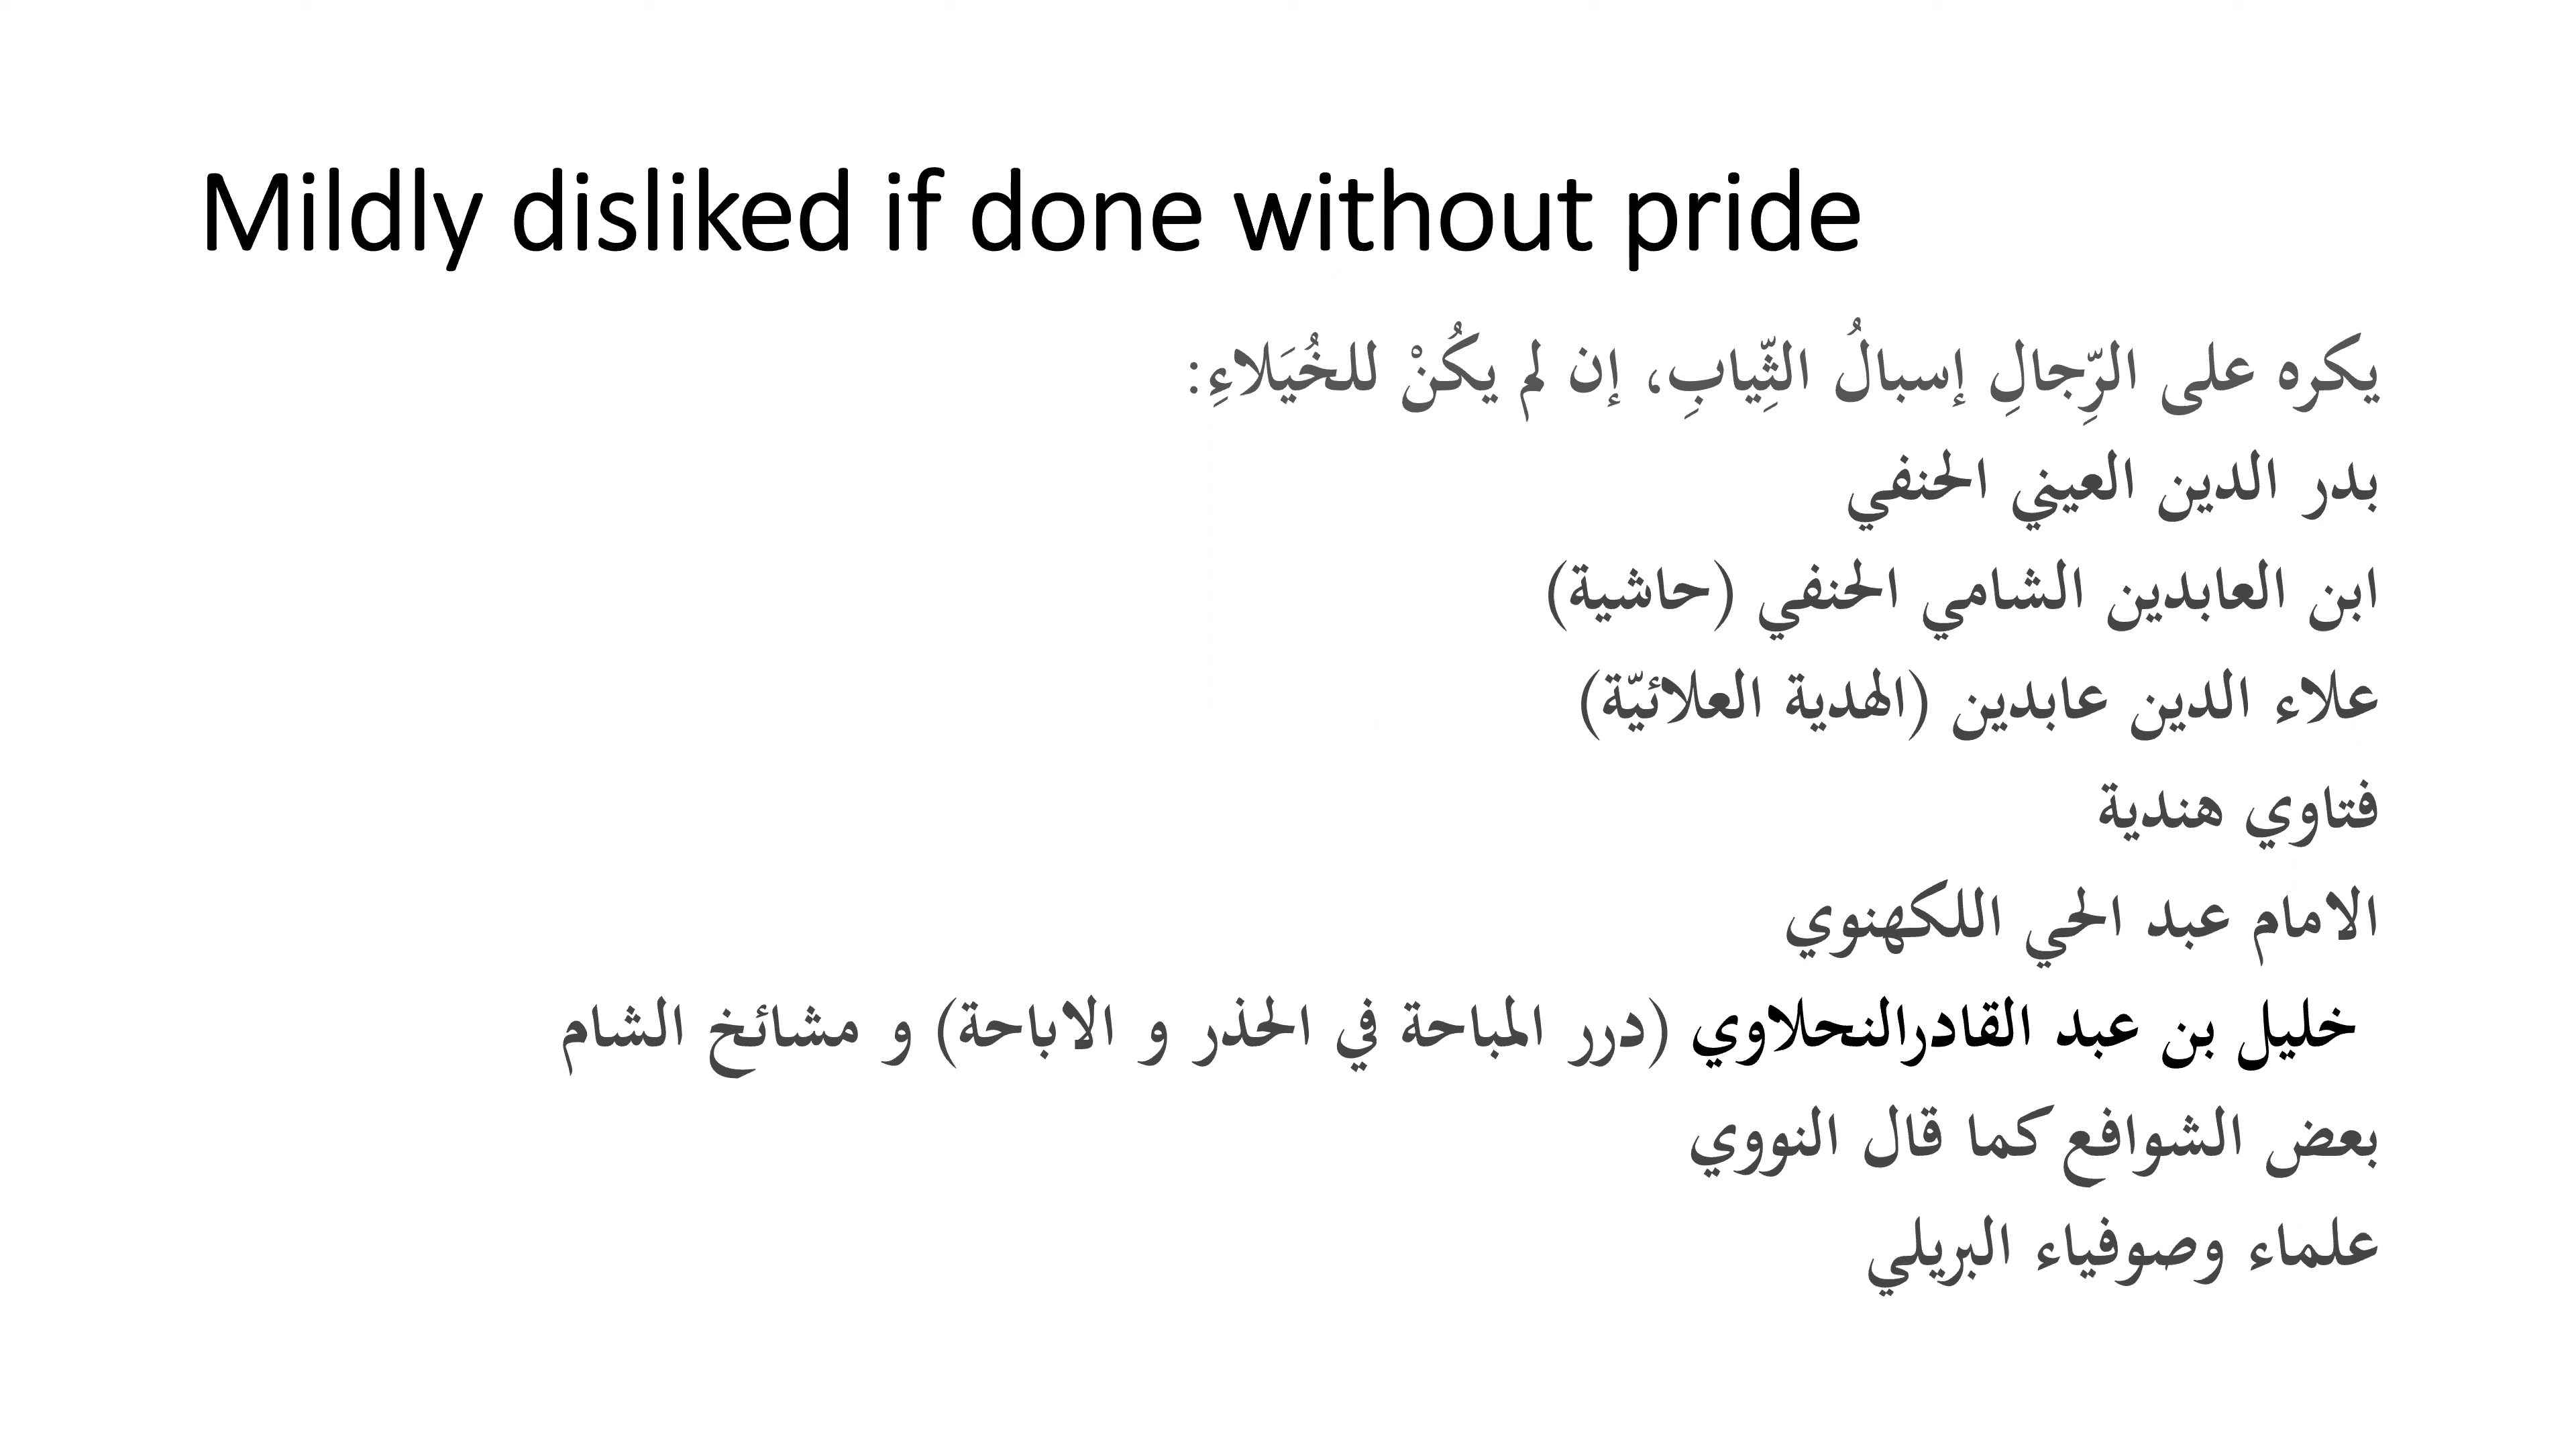 Mildly disliked if done without pride
يكره على الرِّجالِ إسبالُ الثِّيابِ، إن لم يكُنْ للخُيَلاءِ:
بدر الدين العيني الحنفي
ابن العابدين الشامي الحنفي (حاشية)
علاء الدين عابدين (الهدية العلائيّة)
فتاوي هندية
الامام عبد الحي اللكهنوي
خليل بن عبد القادرالنحلاوي (درر المباحة في الحذر و الاباحة) و مشائخ الشام
بعض الشوافع كما قال النووي
علماء وصوفياء البريلي